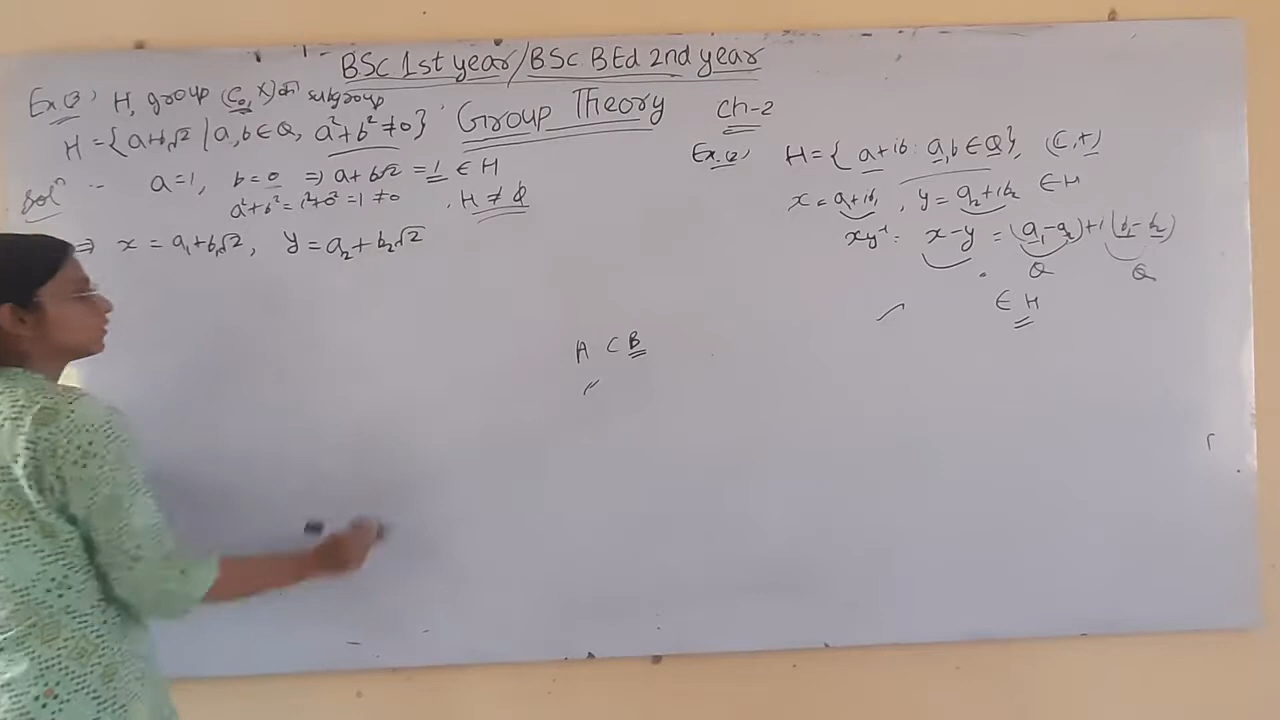 BSc 1st year/BSc BEd 2nd year
Group Theory
Ch-2
Ex. Q) H, group (C₀, x) का subgroup
H = {a+b√2 | a,b ∈ Q, a²+b² ≠ 0}
Solⁿ :- a=1, b=0 ⇒ a+b√2 = 1 ∈ H
a²+b² = 1²+0² = 1 ≠ 0, H ≠ ϕ
⇒ x = a₁+b₁√2, y = a₂+b₂√2
A ⊂ B
Ex. Q) H = { a+ib : a,b ∈ Q}, (C,+)
x = a₁+ib₁, y = a₂+ib₂ ∈ H
xy⁻¹ = x-y = (a₁-a₂)+i(b₁-b₂)
Q Q
∈ H